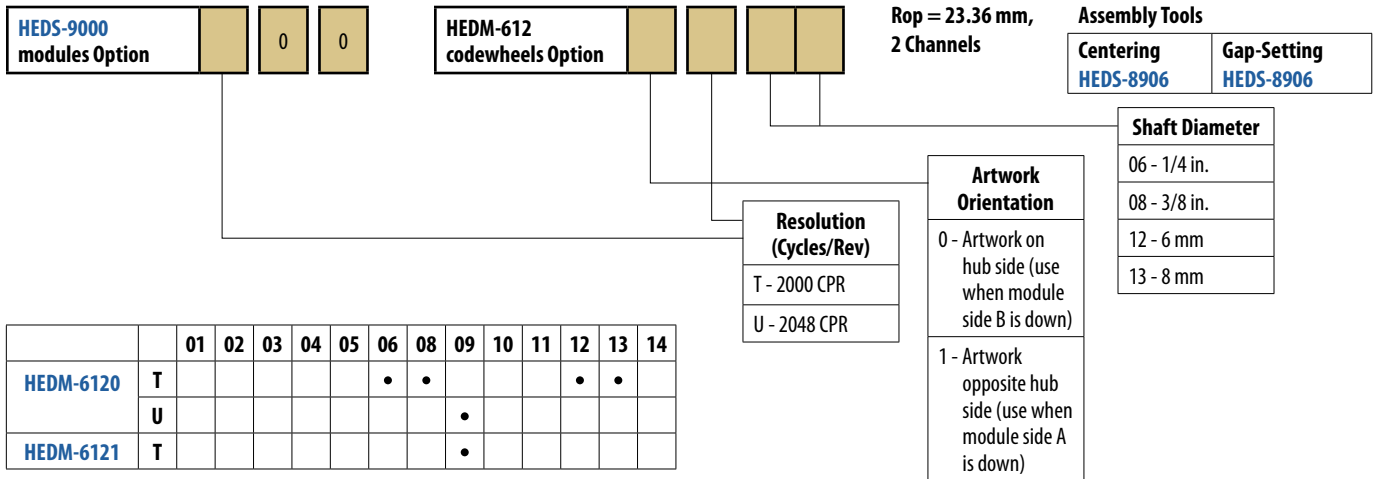 HEDS-9000
modules Option
0
0
HEDM-612
codewheels Option
Rop = 23.36 mm,
2 Channels
Assembly Tools
Centering
HEDS-8906
Gap-Setting
HEDS-8906
Shaft Diameter
06 - 1/4 in.
08 - 3/8 in.
12 - 6 mm
13 - 8 mm
Artwork
Orientation
0 - Artwork on
hub side (use
when module
side B is down)
1 - Artwork
opposite hub
side (use when
module side A
is down)
Resolution
(Cycles/Rev)
T - 2000 CPR
U - 2048 CPR
01 02 03 04 05 06 08 09 10 11 12 13 14
HEDM-6120 T • • • •
U •
HEDM-6121 T •